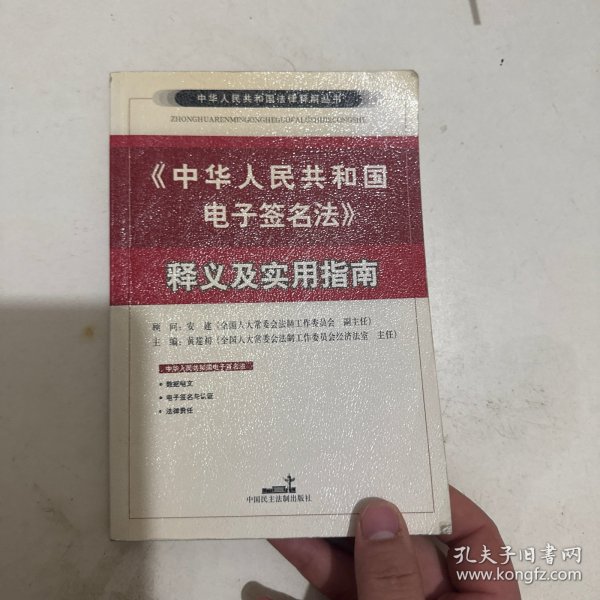 中华人民共和国法律释解丛书
ZHONGHUARENMINGONGHEGUOFALUSHIJIECONGSHU
《中华人民共和国
电子签名法》
释义及实用指南
顾 问：安 建（全国人大常委会法制工作委员会 副主任）
主 编：黄建初（全国人大常委会法制工作委员会经济法室 主任）
中华人民共和国电子签名法
• 数据电文
• 电子签名与认证
• 法律责任
中国民主法制出版社
孔夫子旧书网
www.kongfz.com